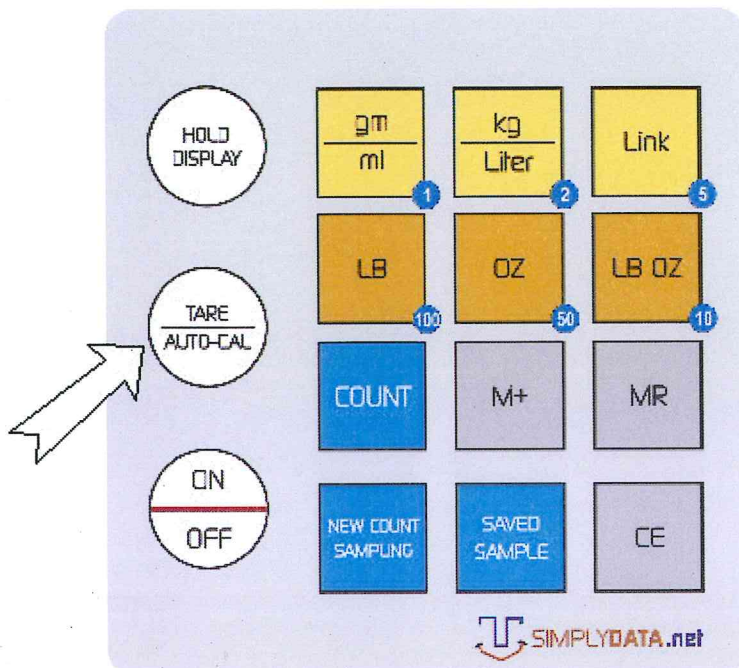 HOLD
DISPLAY
gm
ml
1
kg
Liter
2
Link
5
TARE
AUTO-CAL
LB
100
OZ
50
LB OZ
10
COUNT
M+
MR
ON
OFF
NEW COUNT
SAMPLING
SAVED
SAMPLE
CE
SIMPLYDATA.net